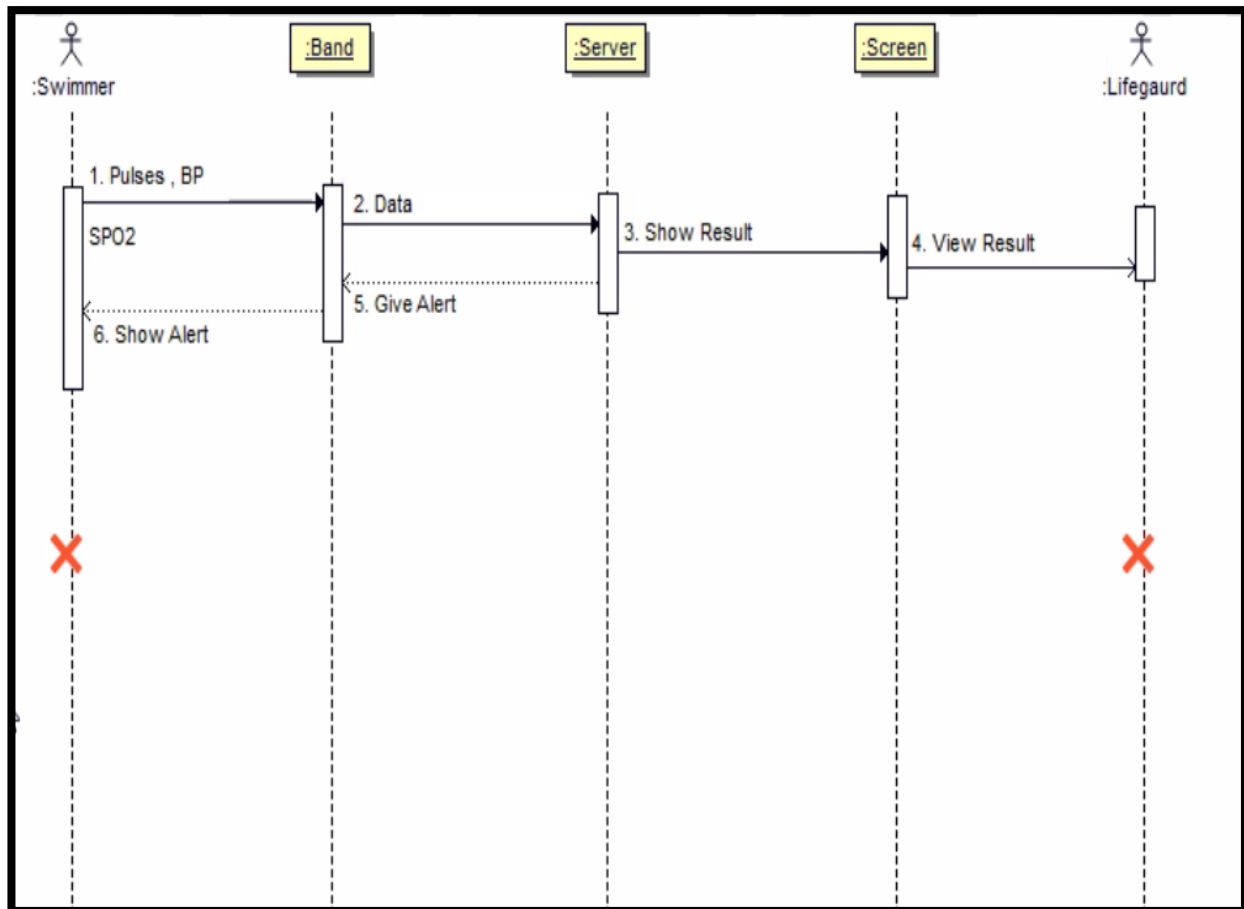 :Swimmer
:Band
:Server
:Screen
:Lifegaurd
1. Pulses , BP
SPO2
2. Data
3. Show Result
4. View Result
5. Give Alert
6. Show Alert